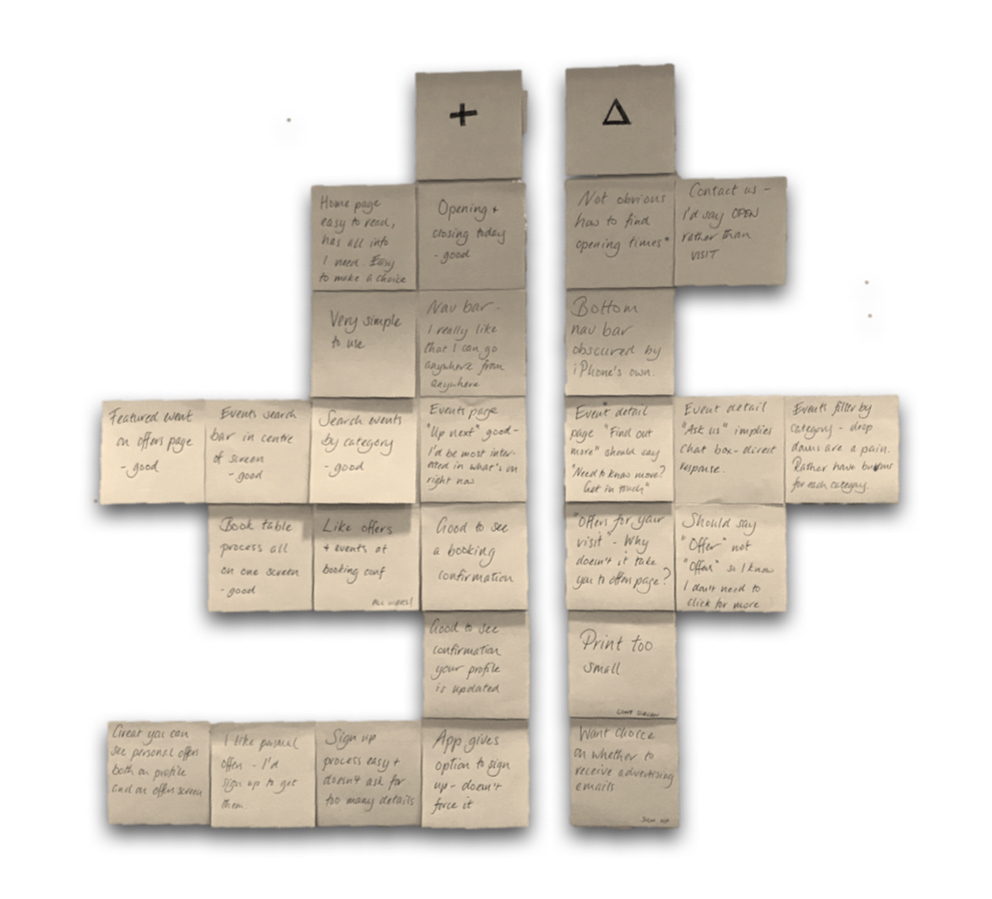 +
Δ
Home page
easy to read,
has all info
I need. Easy
to make a choice
Opening +
closing today
- good
Not obvious
how to find
opening times"
Contact us -
I'd say OPEN
rather than
VISIT
Very simple
to use
Nav bar -
I really like
that I can go
anywhere from
anywhere
Bottom
nav bar
obscured by
iPhone's own.
Featured event
on offers page
- good
Events search
bar in centre
of screen
- good
Search events
by category
- good
Events page
"Up next" good -
I'd be most inter-
ested in what's on
right now
Event detail
page "Find out
more" should say
"Need to know more?
Get in touch"
Event detail
"Ask us" implies
chat box - direct
response.
Events filter by
category - drop
downs are a pain.
Rather have buttons
for each category.
Book table
process all
on one screen
- good
Like offers
+ events at
booking conf
Good to see
a booking
confirmation
"Offers for your
visit" - Why
doesn't it take
you to offers page?
Should say
"Offer" not
"Offers" so I know
I don't need to
click for more
Good to see
confirmation
your profile
is updated
Print too
small
Great you can
see personal offers
both on profile
and on offers screen
I like personal
offers - I'd
sign up to get
them.
Sign up
process easy +
doesn't ask for
too many details
App gives
option to sign
up - doesn't
force it
Want choice
on whether to
receive advertising
emails
SIGN UP